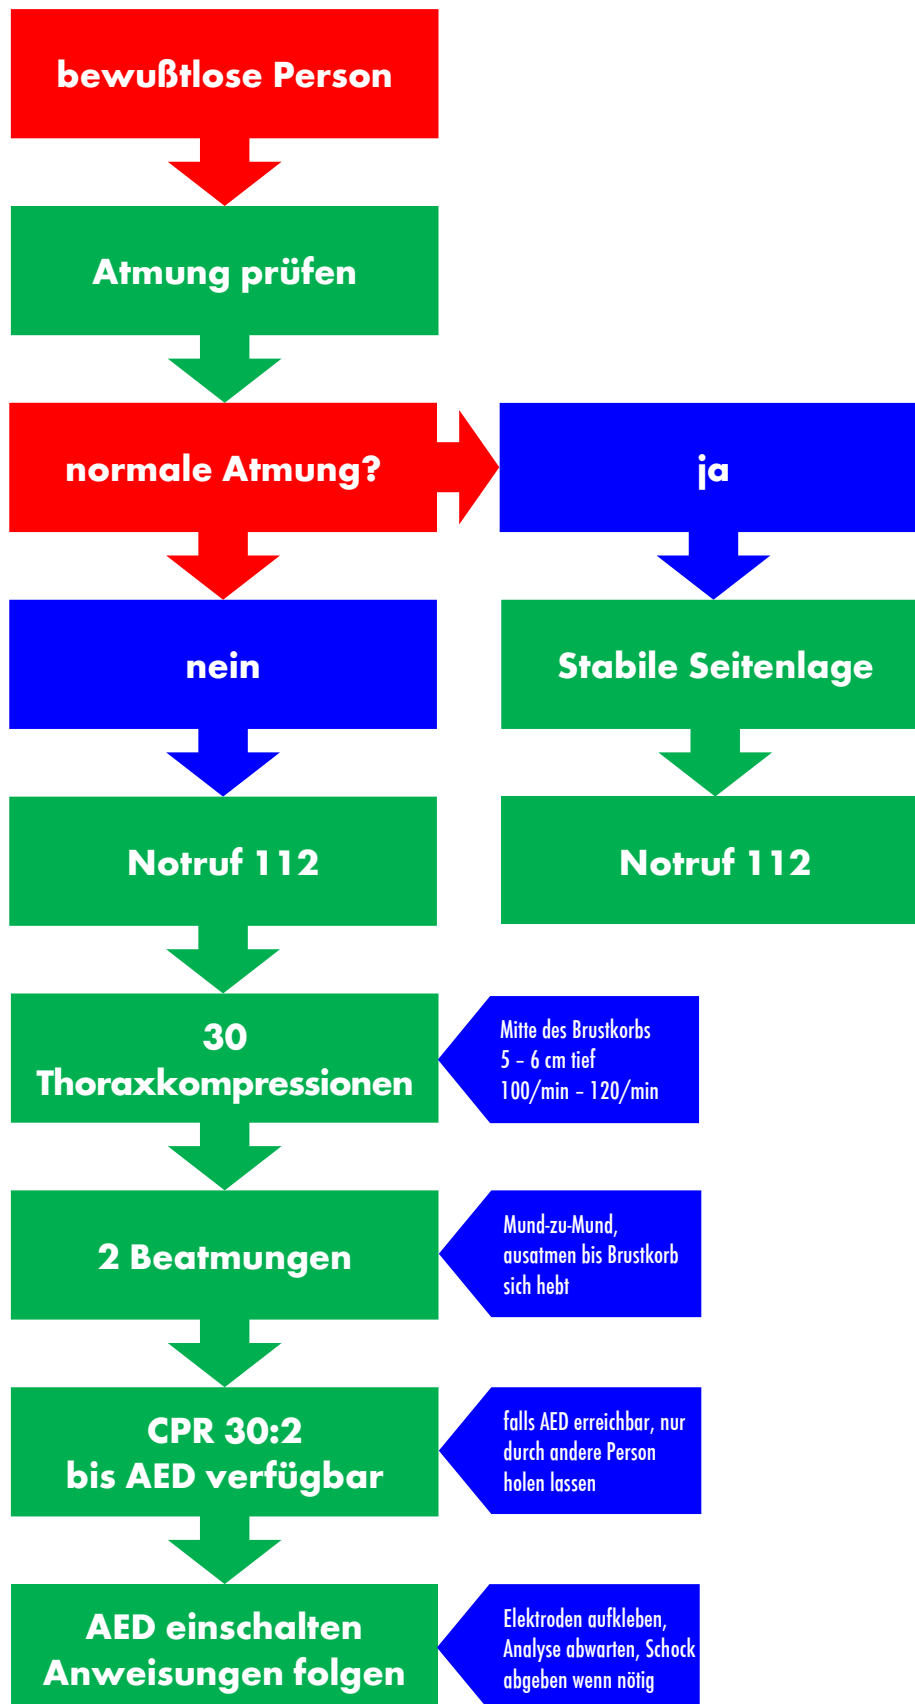 bewußtlose Person
Atmung prüfen
normale Atmung?
ja
nein
Stabile Seitenlage
Notruf 112
Notruf 112
30
Thoraxkompressionen
Mitte des Brustkorbs
5 – 6 cm tief
100/min – 120/min
2 Beatmungen
Mund-zu-Mund,
ausatmen bis Brustkorb
sich hebt
CPR 30:2
bis AED verfügbar
falls AED erreichbar, nur
durch andere Person
holen lassen
AED einschalten
Anweisungen folgen
Elektroden aufkleben,
Analyse abwarten, Schock
abgeben wenn nötig